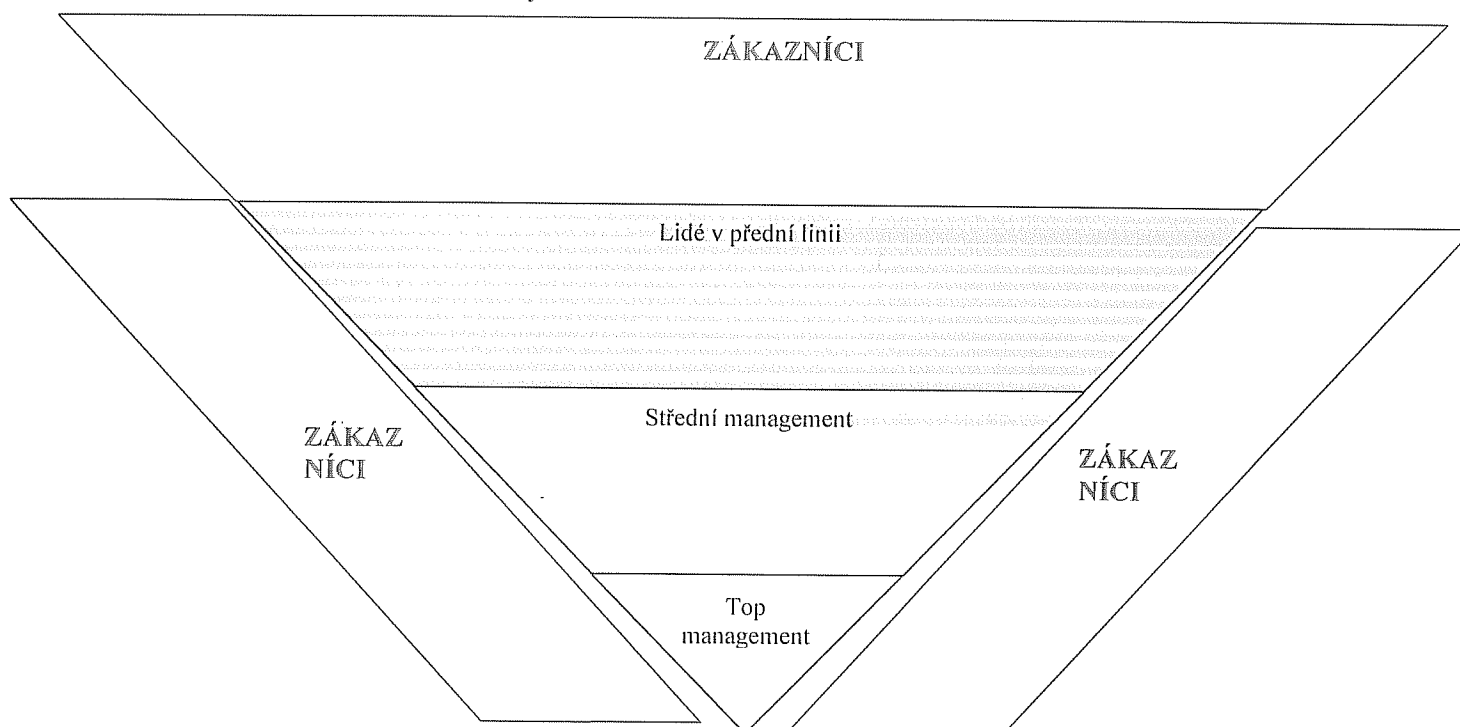 ZÁKAZNÍCI
Lidé v přední linii
Střední management
ZÁKAZ
NÍCI
ZÁKAZ
NÍCI
Top
management